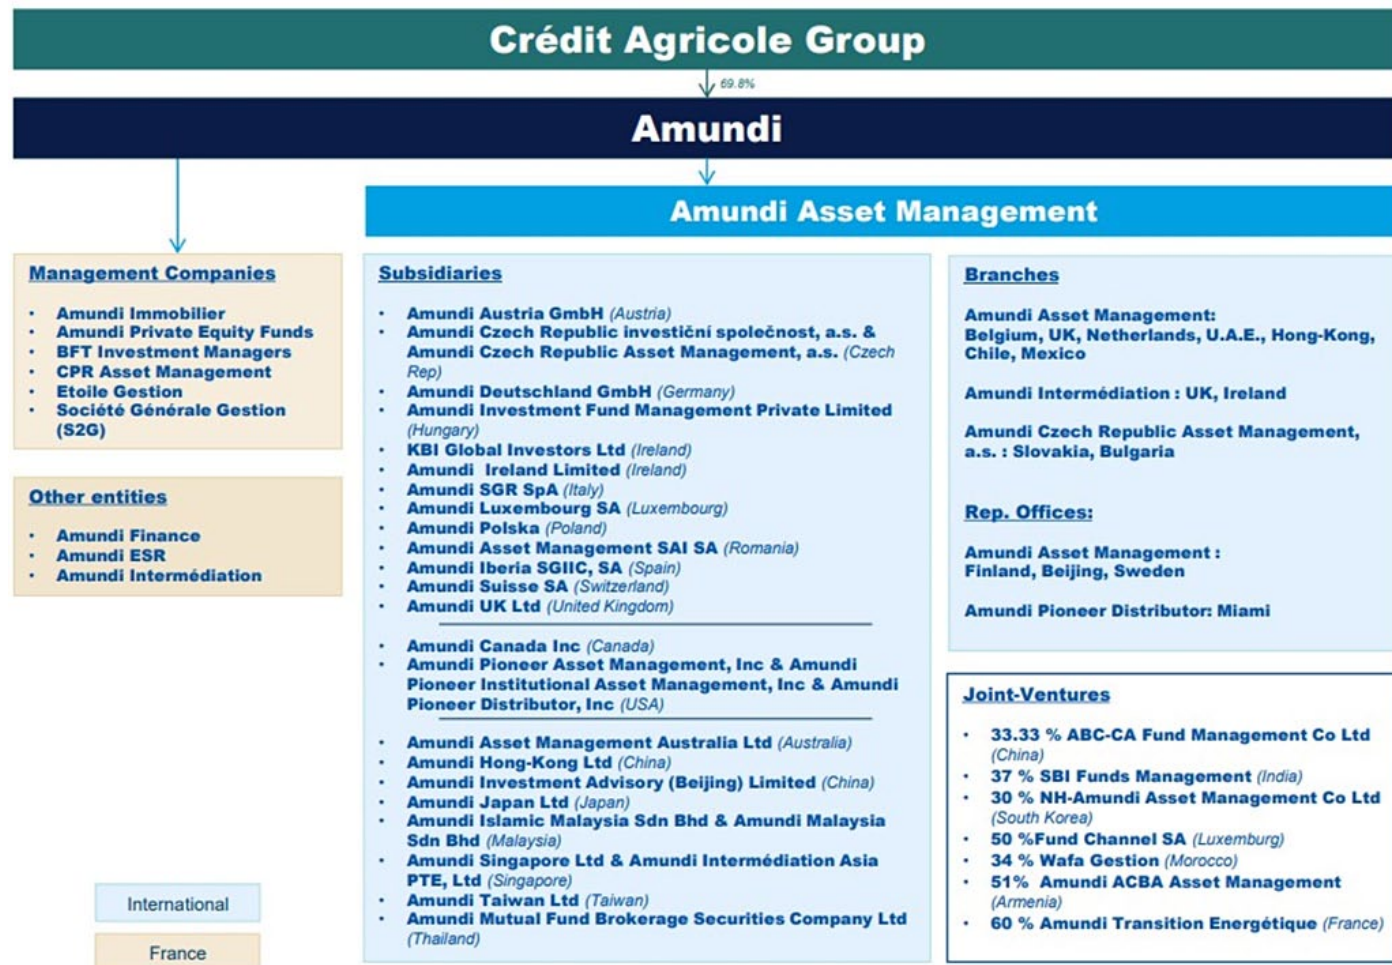 Crédit Agricole Group
69.8%
Amundi
Amundi Asset Management
Management Companies
• Amundi Immobilier
• Amundi Private Equity Funds
• BFT Investment Managers
• CPR Asset Management
• Etoile Gestion
• Société Générale Gestion
(S2G)
Other entities
• Amundi Finance
• Amundi ESR
• Amundi Intermédiation
International
France
Subsidiaries
• Amundi Austria GmbH (Austria)
• Amundi Czech Republic investiční společnost, a.s. &
Amundi Czech Republic Asset Management, a.s. (Czech
Rep)
• Amundi Deutschland GmbH (Germany)
• Amundi Investment Fund Management Private Limited
(Hungary)
• KBI Global Investors Ltd (Ireland)
• Amundi Ireland Limited (Ireland)
• Amundi SGR SpA (Italy)
• Amundi Luxembourg SA (Luxembourg)
• Amundi Polska (Poland)
• Amundi Asset Management SAI SA (Romania)
• Amundi Iberia SGIIC, SA (Spain)
• Amundi Suisse SA (Switzerland)
• Amundi UK Ltd (United Kingdom)
• Amundi Canada Inc (Canada)
• Amundi Pioneer Asset Management, Inc & Amundi
Pioneer Institutional Asset Management, Inc & Amundi
Pioneer Distributor, Inc (USA)
• Amundi Asset Management Australia Ltd (Australia)
• Amundi Hong-Kong Ltd (China)
• Amundi Investment Advisory (Beijing) Limited (China)
• Amundi Japan Ltd (Japan)
• Amundi Islamic Malaysia Sdn Bhd & Amundi Malaysia
Sdn Bhd (Malaysia)
• Amundi Singapore Ltd & Amundi Intermédiation Asia
PTE, Ltd (Singapore)
• Amundi Taiwan Ltd (Taiwan)
• Amundi Mutual Fund Brokerage Securities Company Ltd
(Thailand)
Branches
Amundi Asset Management:
Belgium, UK, Netherlands, U.A.E., Hong-Kong,
Chile, Mexico
Amundi Intermédiation : UK, Ireland
Amundi Czech Republic Asset Management,
a.s. : Slovakia, Bulgaria
Rep. Offices:
Amundi Asset Management :
Finland, Beijing, Sweden
Amundi Pioneer Distributor: Miami
Joint-Ventures
• 33.33 % ABC-CA Fund Management Co Ltd
(China)
• 37 % SBI Funds Management (India)
• 30 % NH-Amundi Asset Management Co Ltd
(South Korea)
• 50 %Fund Channel SA (Luxemburg)
• 34 % Wafa Gestion (Morocco)
• 51% Amundi ACBA Asset Management
(Armenia)
• 60 % Amundi Transition Energétique (France)